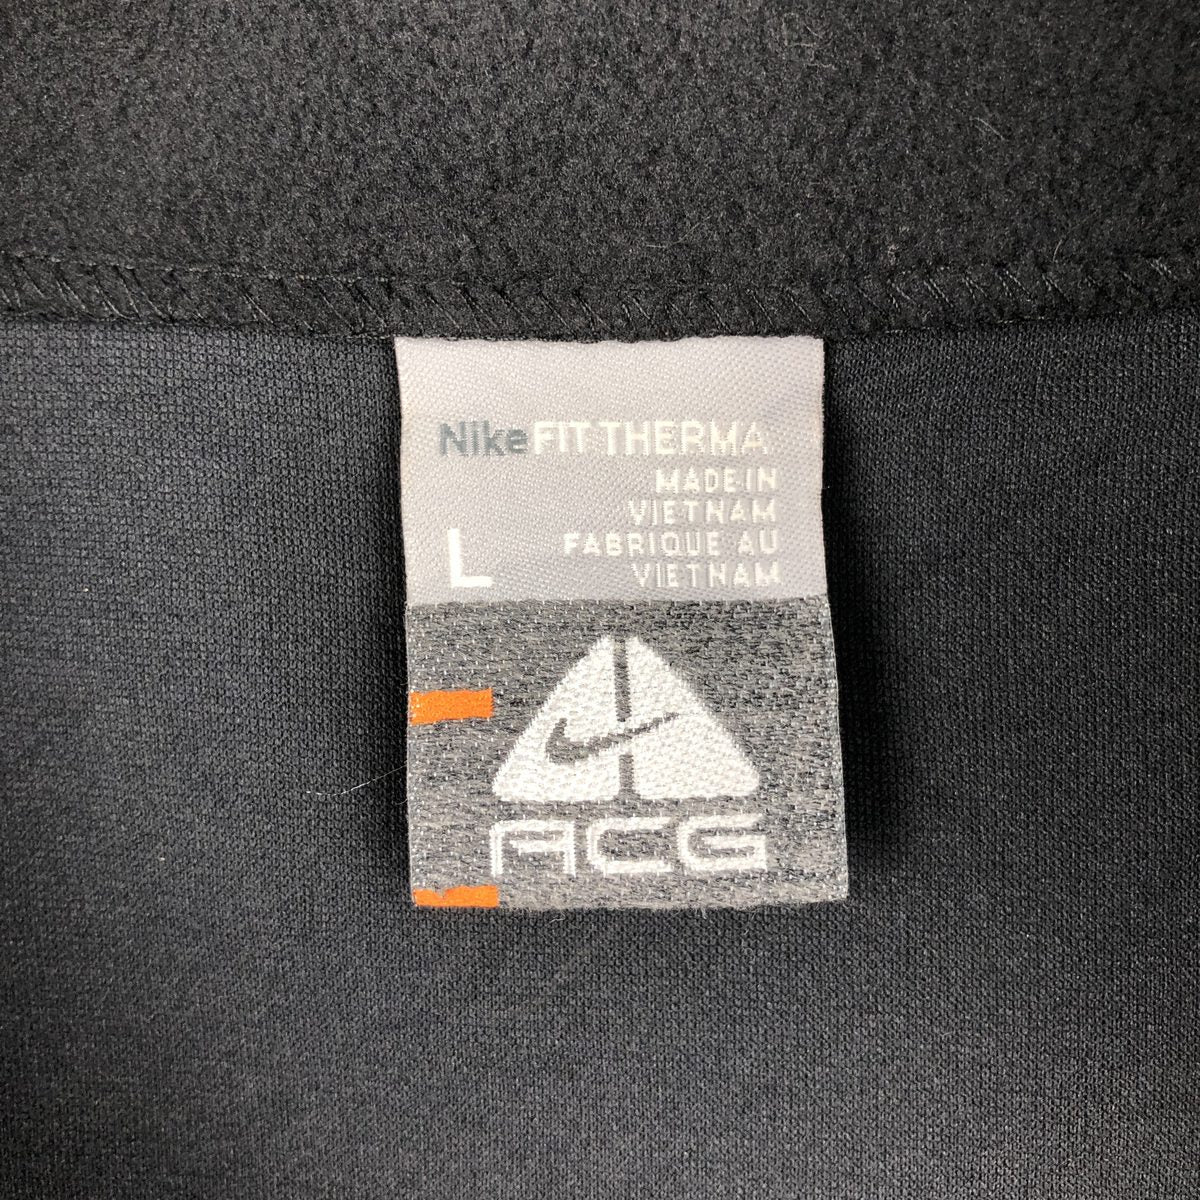 Nike FIT THERMA
MADE IN
VIETNAM
FABRIQUE AU
VIETNAM
L
ACG